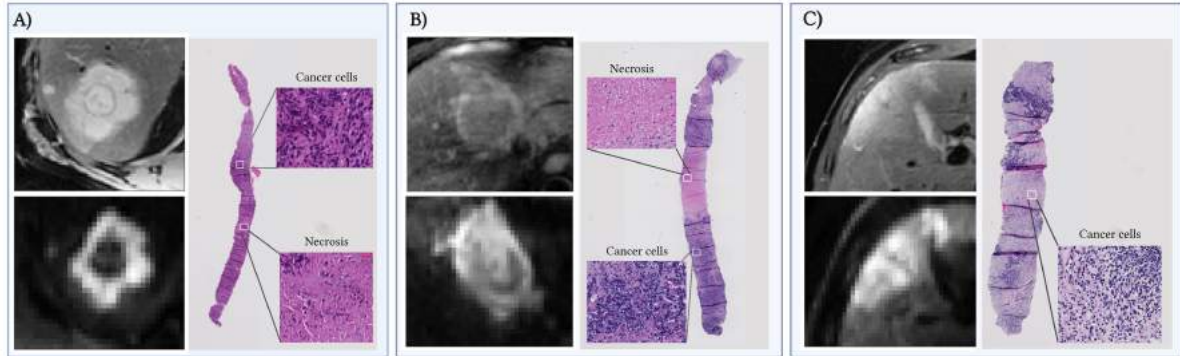 A)
Cancer cells
Necrosis
B)
Necrosis
Cancer cells
C)
Cancer cells